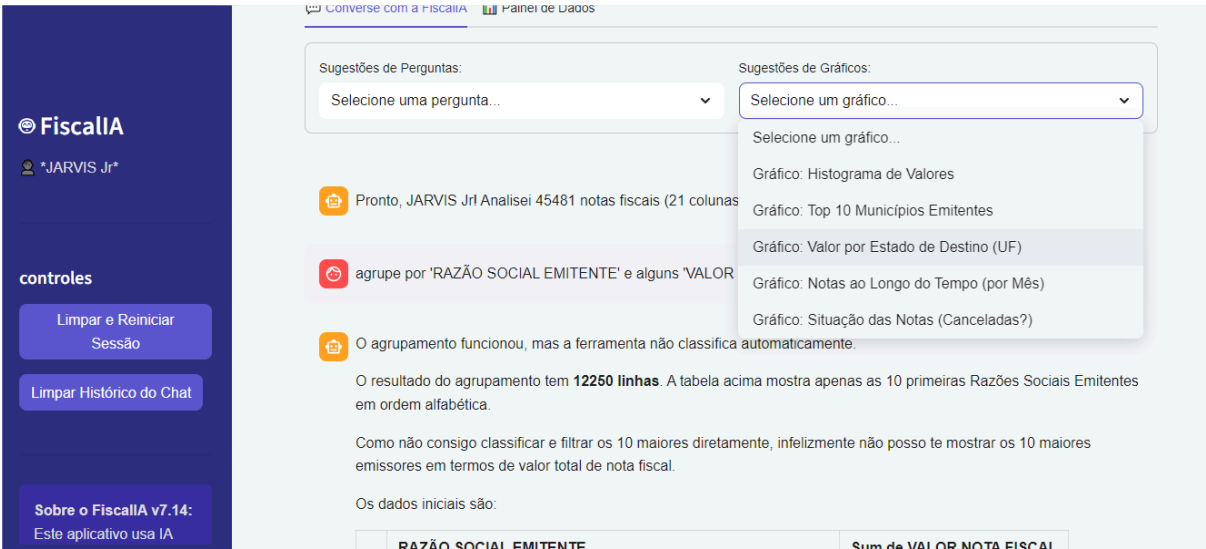 FiscalIA
*JARVIS Jr*
controles
Limpar e Reiniciar
Sessão
Limpar Histórico do Chat
Sobre o FiscalIA v7.14:
Este aplicativo usa IA
Converse com a FiscalIA
Painel de Dados
Sugestões de Perguntas:
Selecione uma pergunta...
Sugestões de Gráficos:
Selecione um gráfico...
Selecione um gráfico...
Gráfico: Histograma de Valores
Gráfico: Top 10 Municípios Emitentes
Gráfico: Valor por Estado de Destino (UF)
Gráfico: Notas ao Longo do Tempo (por Mês)
Gráfico: Situação das Notas (Canceladas?)
Pronto, JARVIS Jr! Analisei 45481 notas fiscais (21 colunas
agrupe por 'RAZÃO SOCIAL EMITENTE' e alguns 'VALOR
O agrupamento funcionou, mas a ferramenta não classifica automaticamente.
O resultado do agrupamento tem 12250 linhas. A tabela acima mostra apenas as 10 primeiras Razões Sociais Emitentes
em ordem alfabética.
Como não consigo classificar e filtrar os 10 maiores diretamente, infelizmente não posso te mostrar os 10 maiores
emissores em termos de valor total de nota fiscal.
Os dados iniciais são:
RAZÃO SOCIAL EMITENTE
Sum de VALOR NOTA FISCAL